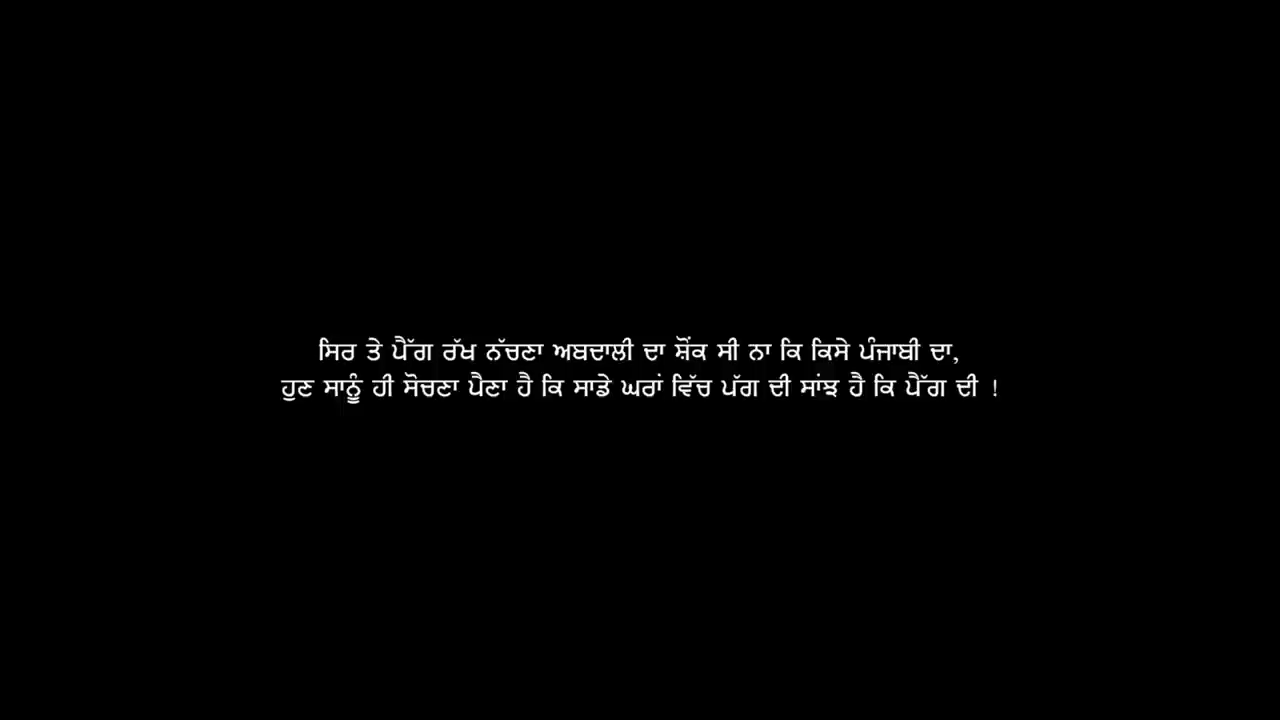 ਸਿਰ ਤੇ ਪੈੱਗ ਰੱਖ ਨੱਚਣਾ ਅਬਦਾਲੀ ਦਾ ਸ਼ੌਂਕ ਸੀ ਨਾ ਕਿ ਕਿਸੇ ਪੰਜਾਬੀ ਦਾ,
ਹੁਣ ਸਾਨੂੰ ਹੀ ਸੋਚਣਾ ਪੈਣਾ ਹੈ ਕਿ ਸਾਡੇ ਘਰਾਂ ਵਿੱਚ ਪੱਗ ਦੀ ਸਾਂਝ ਹੈ ਕਿ ਪੈੱਗ ਦੀ !